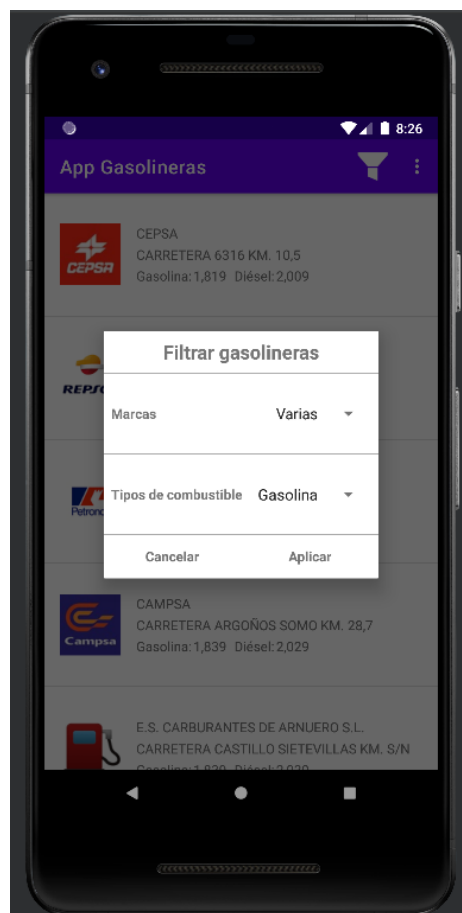 8:26
App Gasolineras
CEPSA
CARRETERA 6316 KM. 10,5
CEPSA
Gasolina: 1,819 Diésel: 2,009
Filtrar gasolineras
Marcas Varias
Tipos de combustible Gasolina
Cancelar Aplicar
CAMPSA
CARRETERA ARGOÑOS SOMO KM. 28,7
Campsa
Gasolina: 1,839 Diésel: 2,029
E.S. CARBURANTES DE ARNUERO S.L.
CARRETERA CASTILLO SIETEVILLAS KM. S/N